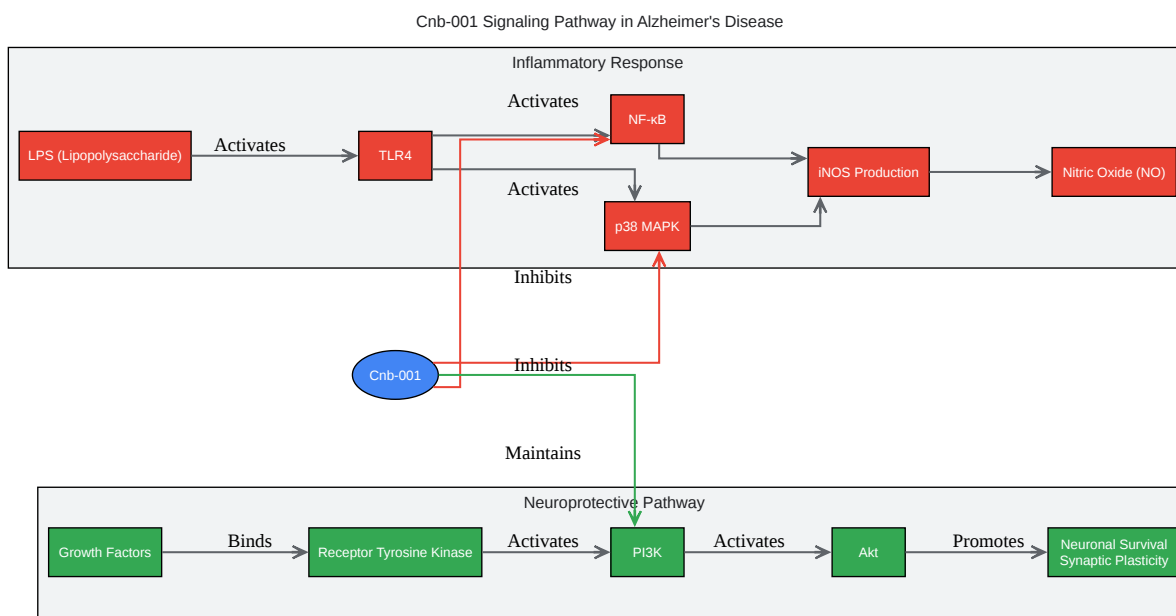 Cnb-001 Signaling Pathway in Alzheimer's Disease
Inflammatory Response
Activates
NF-κB
LPS (Lipopolysaccharide)
Activates
TLR4
Activates
iNOS Production
Nitric Oxide (NO)
p38 MAPK
Inhibits
Cnb-001
Inhibits
Maintains
Neuroprotective Pathway
Growth Factors
Binds
Receptor Tyrosine Kinase
Activates
PI3K
Activates
Akt
Promotes
Neuronal Survival
Synaptic Plasticity